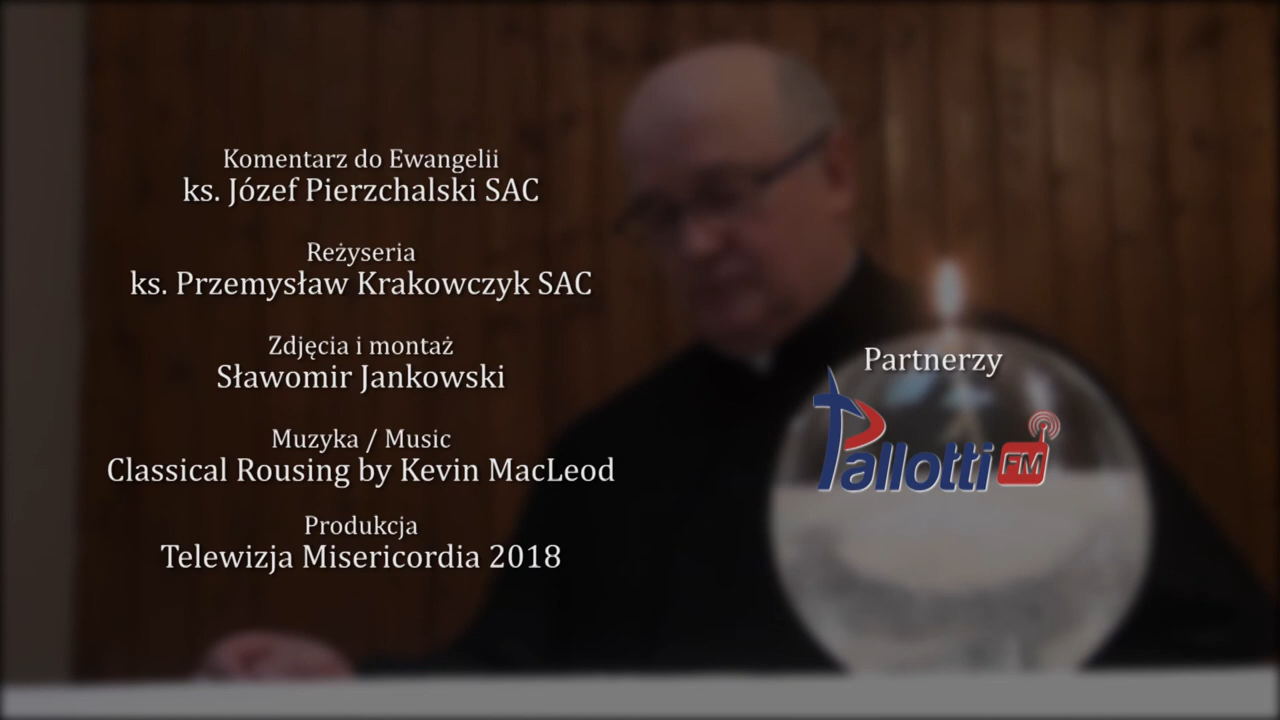 Komentarz do Ewangelii
ks. Józef Pierzchalski SAC
Reżyseria
ks. Przemysław Krakowczyk SAC
Zdjęcia i montaż
Sławomir Jankowski
Muzyka / Music
Classical Rousing by Kevin MacLeod
Produkcja
Telewizja Misericordia 2018
Partnerzy
Pallotti FM